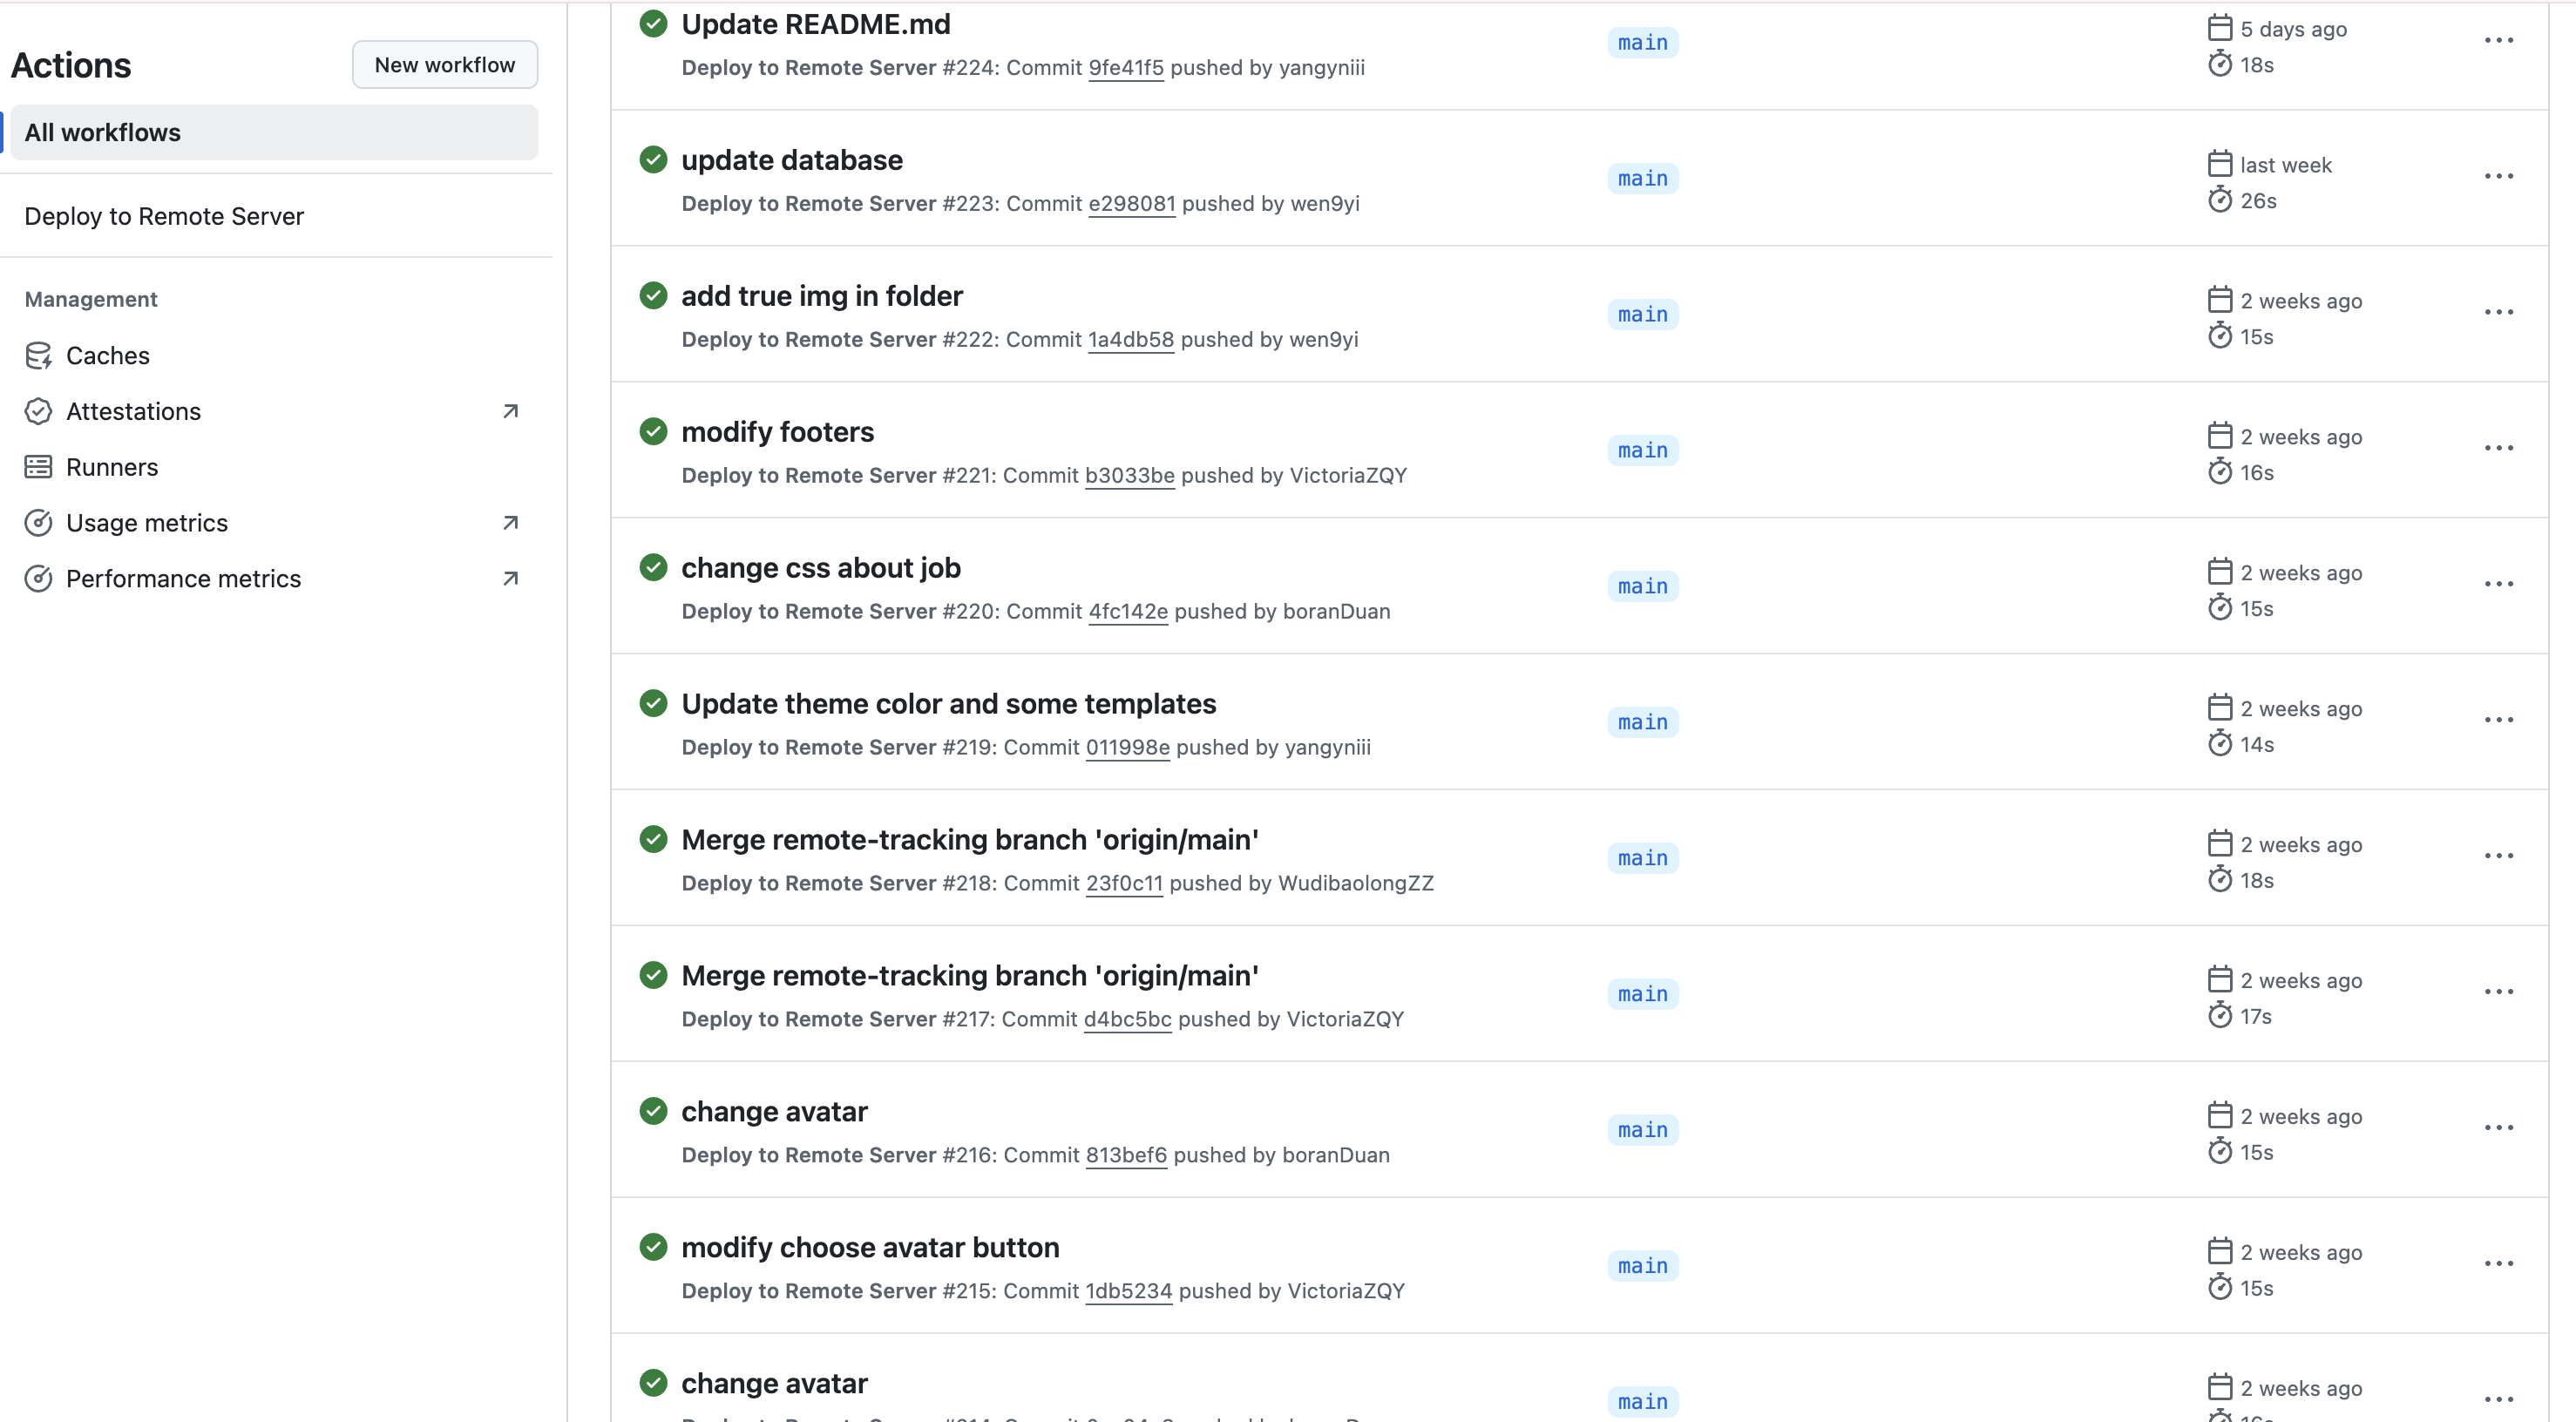 Actions
New workflow
All workflows
Deploy to Remote Server
Management
Caches
Attestations
Runners
Usage metrics
Performance metrics
Update README.md
Deploy to Remote Server #224: Commit 9fe41f5 pushed by yangyniii
main
5 days ago
18s
update database
Deploy to Remote Server #223: Commit e298081 pushed by wen9yi
main
last week
26s
add true img in folder
Deploy to Remote Server #222: Commit 1a4db58 pushed by wen9yi
main
2 weeks ago
15s
modify footers
Deploy to Remote Server #221: Commit b3033be pushed by VictoriaZQY
main
2 weeks ago
16s
change css about job
Deploy to Remote Server #220: Commit 4fc142e pushed by boranDuan
main
2 weeks ago
15s
Update theme color and some templates
Deploy to Remote Server #219: Commit 011998e pushed by yangyniii
main
2 weeks ago
14s
Merge remote-tracking branch 'origin/main'
Deploy to Remote Server #218: Commit 23f0c11 pushed by WudibaolongZZ
main
2 weeks ago
18s
Merge remote-tracking branch 'origin/main'
Deploy to Remote Server #217: Commit d4bc5bc pushed by VictoriaZQY
main
2 weeks ago
17s
change avatar
Deploy to Remote Server #216: Commit 813bef6 pushed by boranDuan
main
2 weeks ago
15s
modify choose avatar button
Deploy to Remote Server #215: Commit 1db5234 pushed by VictoriaZQY
main
2 weeks ago
15s
change avatar
main
2 weeks ago